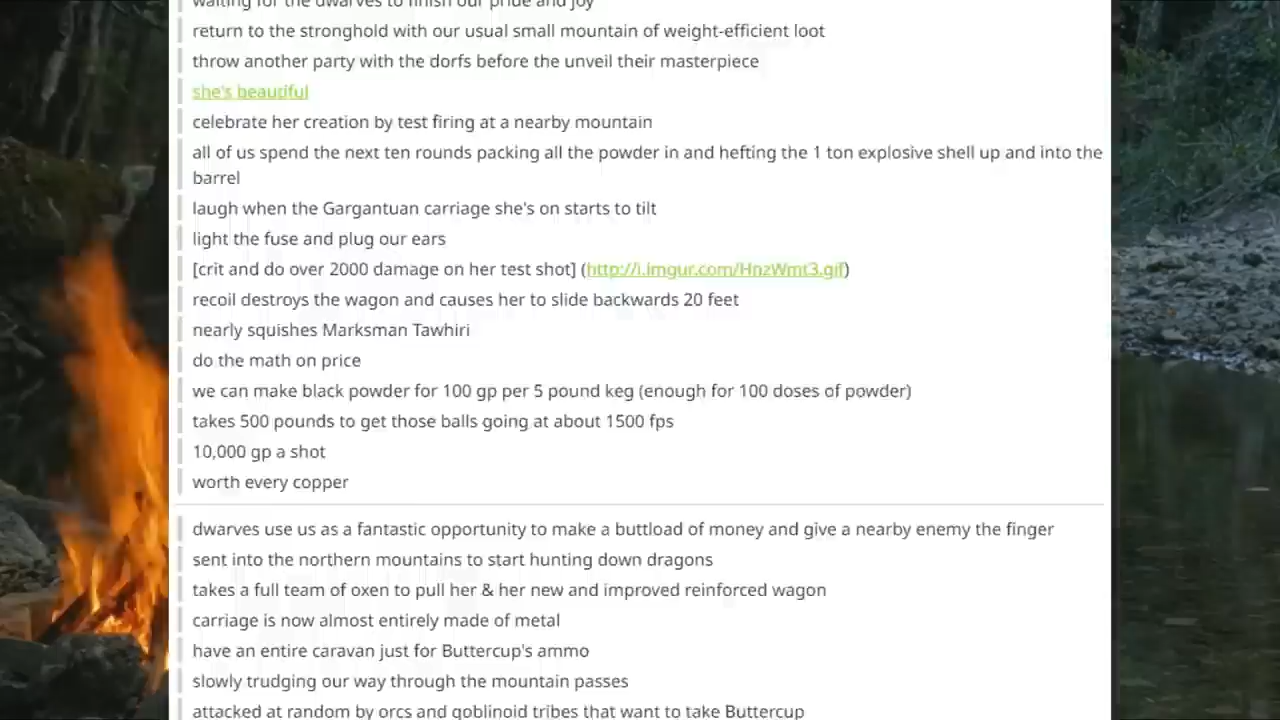 waiting for the dwarves to finish our pride and joy
return to the stronghold with our usual small mountain of weight-efficient loot
throw another party with the dorfs before the unveil their masterpiece
she's beautiful
celebrate her creation by test firing at a nearby mountain
all of us spend the next ten rounds packing all the powder in and hefting the 1 ton explosive shell up and into the
barrel
laugh when the Gargantuan carriage she's on starts to tilt
light the fuse and plug our ears
[crit and do over 2000 damage on her test shot] (http://i.imgur.com/HnzWmt3.gif)
recoil destroys the wagon and causes her to slide backwards 20 feet
nearly squishes Marksman Tawhiri
do the math on price
we can make black powder for 100 gp per 5 pound keg (enough for 100 doses of powder)
takes 500 pounds to get those balls going at about 1500 fps
10,000 gp a shot
worth every copper
dwarves use us as a fantastic opportunity to make a buttload of money and give a nearby enemy the finger
sent into the northern mountains to start hunting down dragons
takes a full team of oxen to pull her & her new and improved reinforced wagon
carriage is now almost entirely made of metal
have an entire caravan just for Buttercup's ammo
slowly trudging our way through the mountain passes
attacked at random by orcs and goblinoid tribes that want to take Buttercup